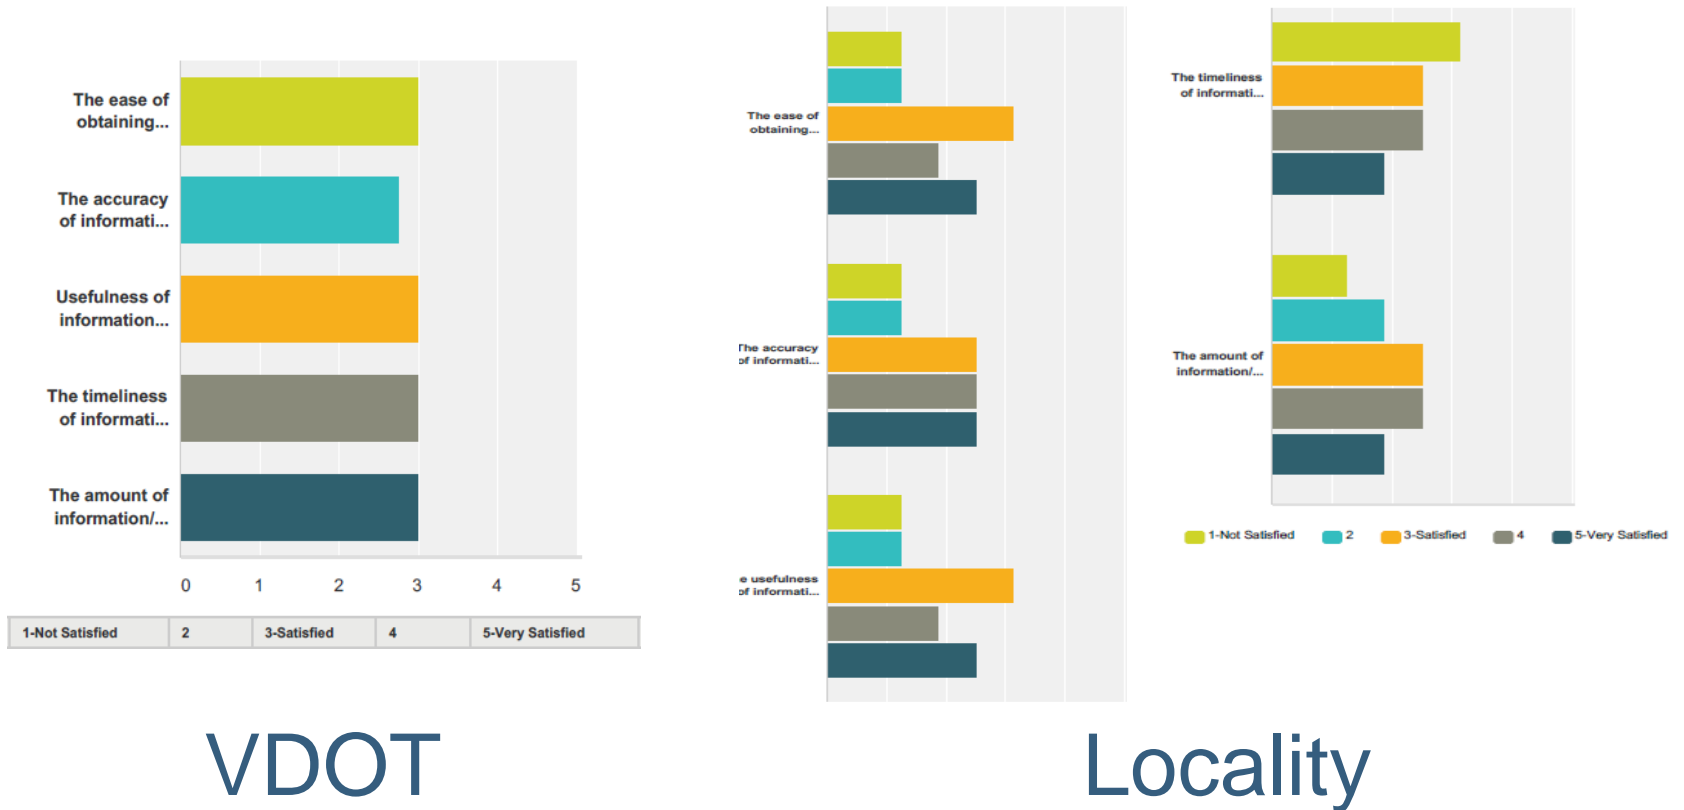 The ease of
obtaining...
The accuracy
of informati...
Usefulness of
information...
The timeliness
of informati...
The amount of
information/...
0 1 2 3 4 5
1-Not Satisfied 2 3-Satisfied 4 5-Very Satisfied
VDOT
The ease of
obtaining...
The accuracy
of informati...
e usefulness
of informati...
The timeliness
of informati...
The amount of
information/...
1-Not Satisfied 2 3-Satisfied 4 5-Very Satisfied
Locality